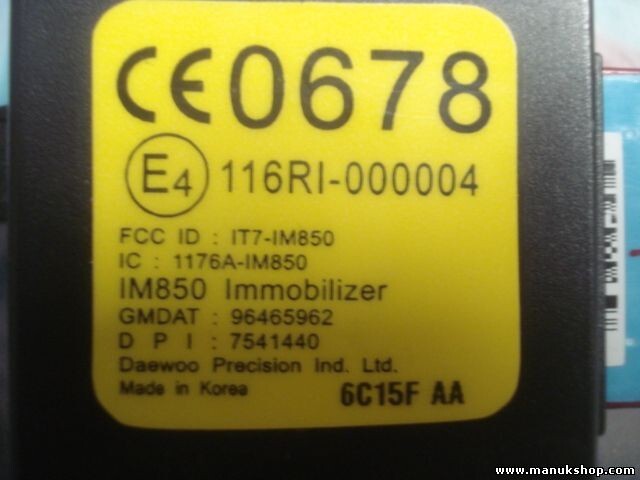 CE0678
E4 116RI-000004
FCC ID : IT7-IM850
IC : 1176A-IM850
IM850 Immobilizer
GMDAT : 96465962
D P I : 7541440
Daewoo Precision Ind. Ltd.
Made in Korea 6C15F AA
www.manukshop.com